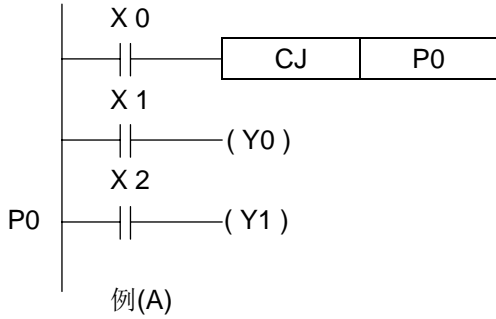 X 0
CJ P0
X 1
( Y0 )
X 2
P0 ( Y1 )
例(A)